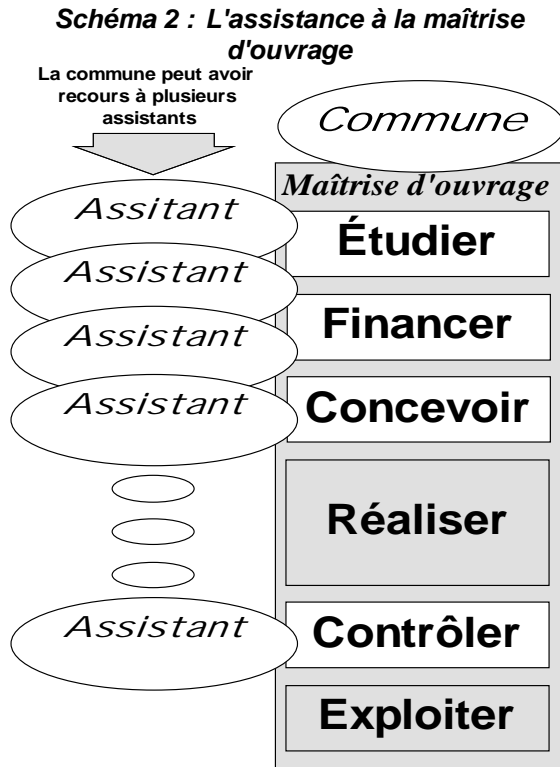 Schéma 2 : L'assistance à la maîtrise
d'ouvrage
La commune peut avoir
recours à plusieurs
assistants
Commune
Maîtrise d'ouvrage
Assitant
Étudier
Assistant
Financer
Assistant
Concevoir
Assistant
Réaliser
Assistant
Contrôler
Exploiter